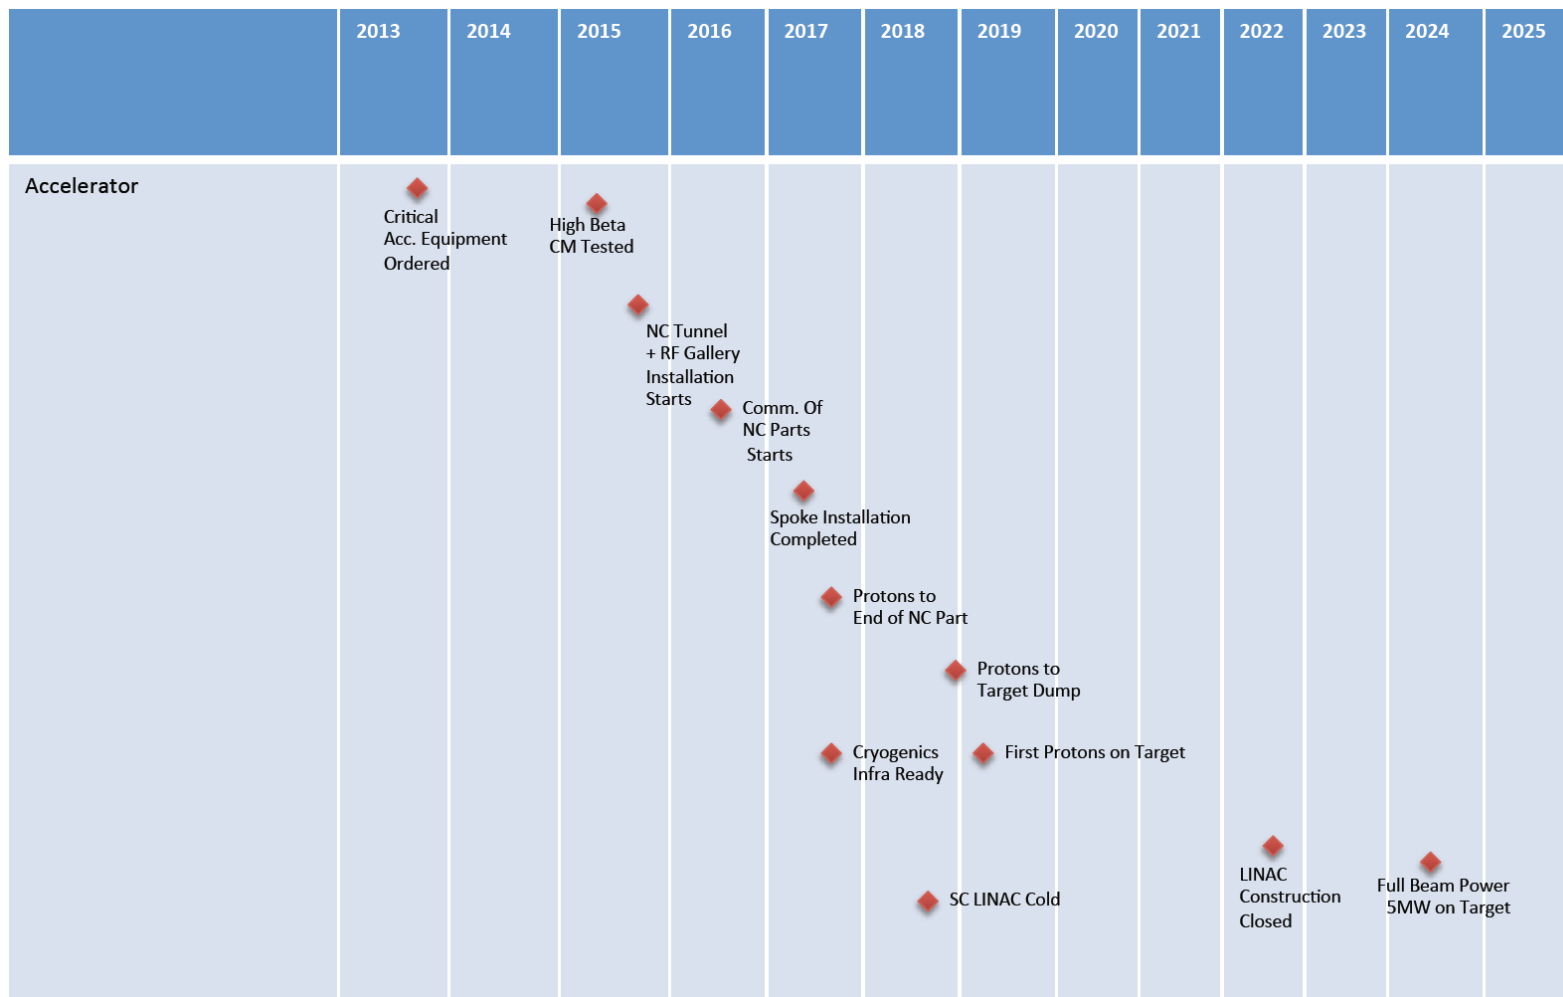 2013 2014 2015 2016 2017 2018 2019 2020 2021 2022 2023 2024 2025
Accelerator
Critical
Acc. Equipment
Ordered
High Beta
CM Tested
NC Tunnel
+ RF Gallery
Installation
Starts
Comm. Of
NC Parts
Starts
Spoke Installation
Completed
Protons to
End of NC Part
Protons to
Target Dump
Cryogenics
Infra Ready
First Protons on Target
LINAC
Construction
Closed
Full Beam Power
5MW on Target
SC LINAC Cold